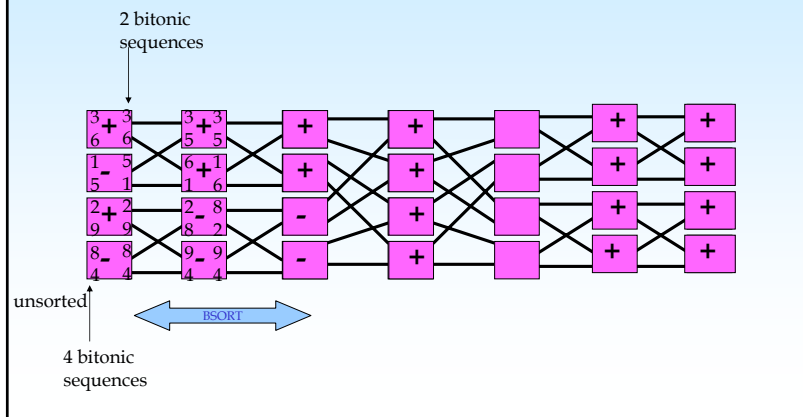 2 bitonic
sequences
3 3 3 3
+ + + + + +
6 6 5 5
1 5 6 1
- + + + + +
5 1 1 6
2 2 2 8
+ - - + + +
9 9 8 2
8 8 9 9
- - - + + +
4 4 4 4
unsorted
BSORT
4 bitonic
sequences